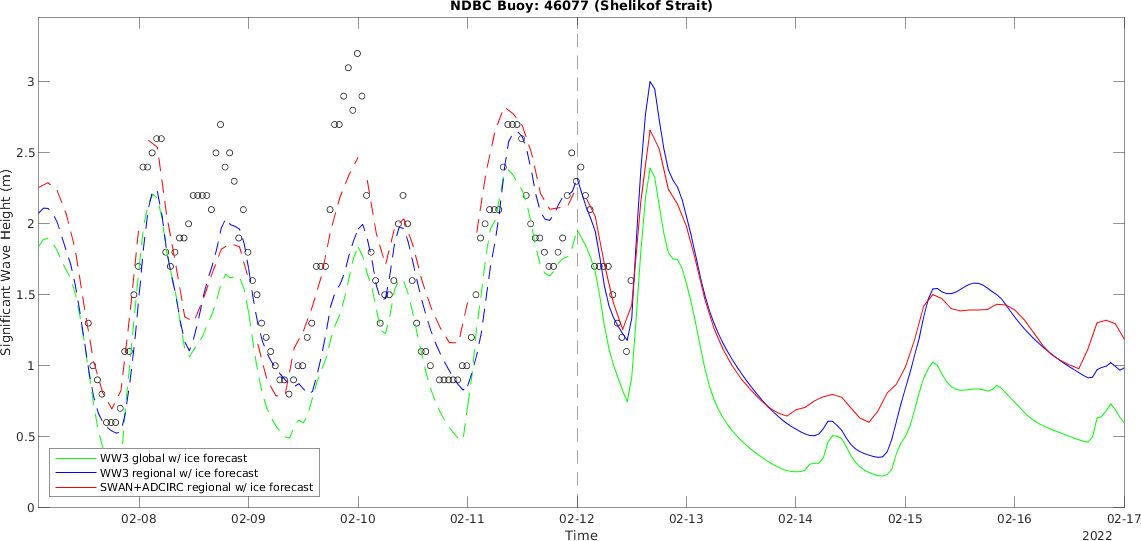 NDBC Buoy: 46077 (Shelikof Strait)
Significant Wave Height (m)
3
2.5
2
1.5
1
0.5
0
WW3 global w/ ice forecast
WW3 regional w/ ice forecast
SWAN+ADCIRC regional w/ ice forecast
02-08 02-09 02-10 02-11 02-12 02-13 02-14 02-15 02-16 02-17
Time
2022